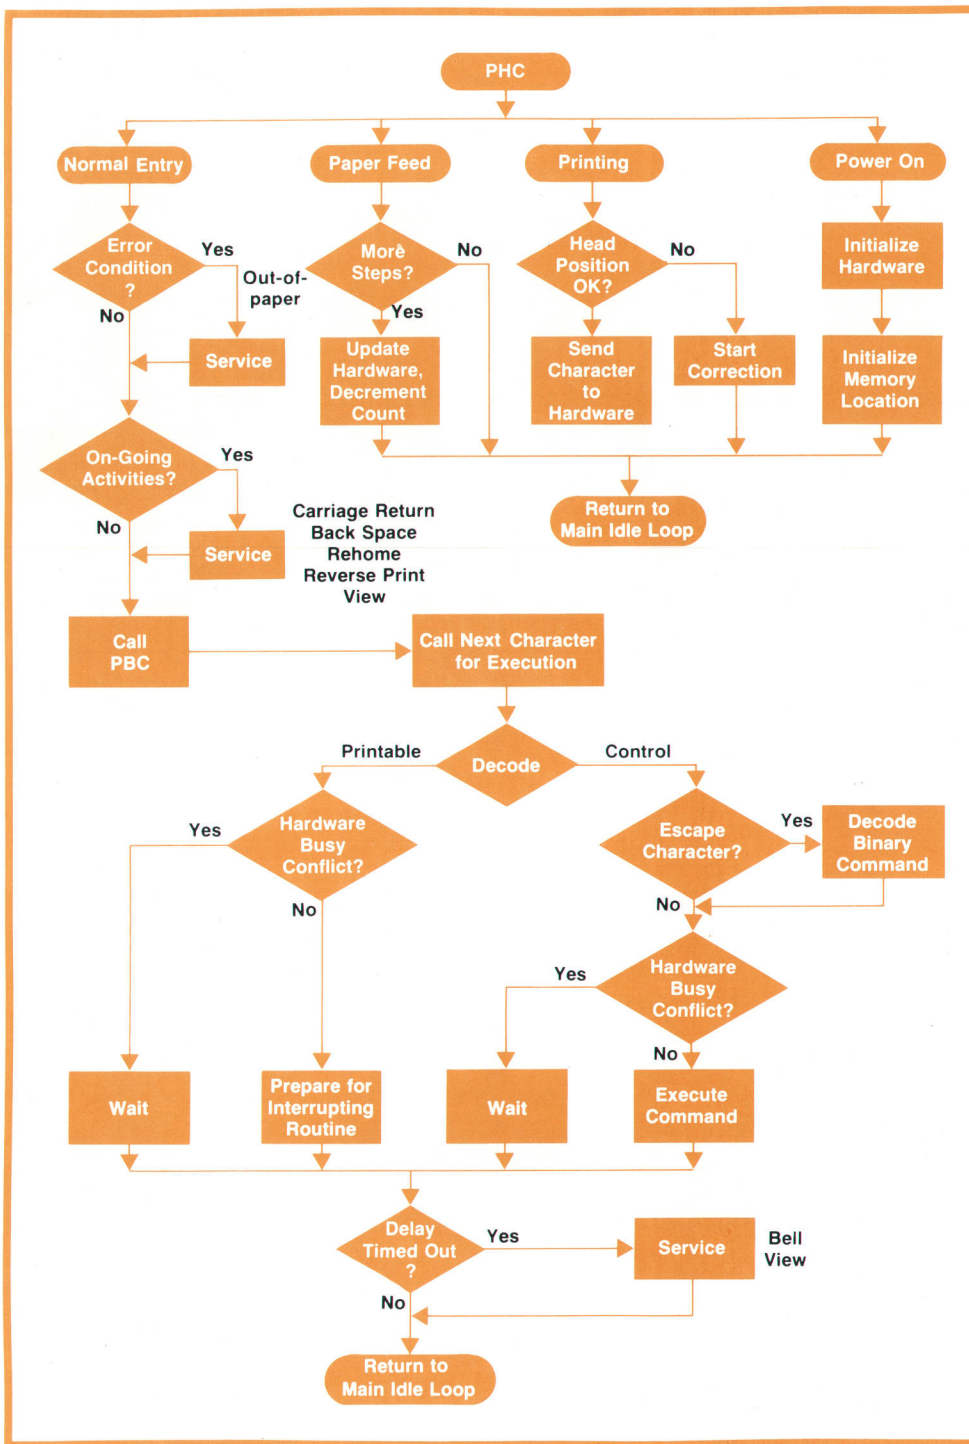 PHC
Normal Entry
Paper Feed
Printing
Power On
Error
Condition
?
Yes
Out-of-
paper
No
Service
More
Steps?
No
Yes
Update
Hardware,
Decrement
Count
Head
Position
OK?
No
Send
Character
to
Hardware
Start
Correction
Initialize
Hardware
Initialize
Memory
Location
Return to
Main Idle Loop
On-Going
Activities?
Yes
No
Service
Carriage Return
Back Space
Rehome
Reverse Print
View
Call
PBC
Call Next Character
for Execution
Decode
Printable
Control
Hardware
Busy
Conflict?
Yes
No
Escape
Character?
Yes
Decode
Binary
Command
No
Hardware
Busy
Conflict?
Yes
No
Wait
Prepare for
Interrupting
Routine
Wait
Execute
Command
Delay
Timed Out
?
Yes
Service
Bell
View
No
Return to
Main Idle Loop